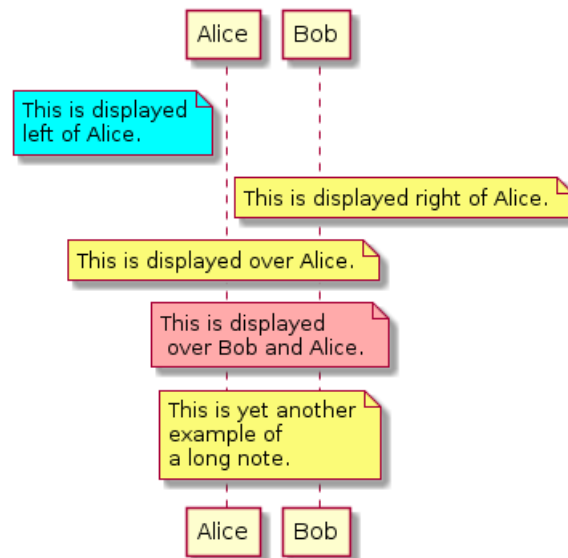 Alice Bob
This is displayed
left of Alice.
This is displayed right of Alice.
This is displayed over Alice.
This is displayed
over Bob and Alice.
This is yet another
example of
a long note.
Alice Bob